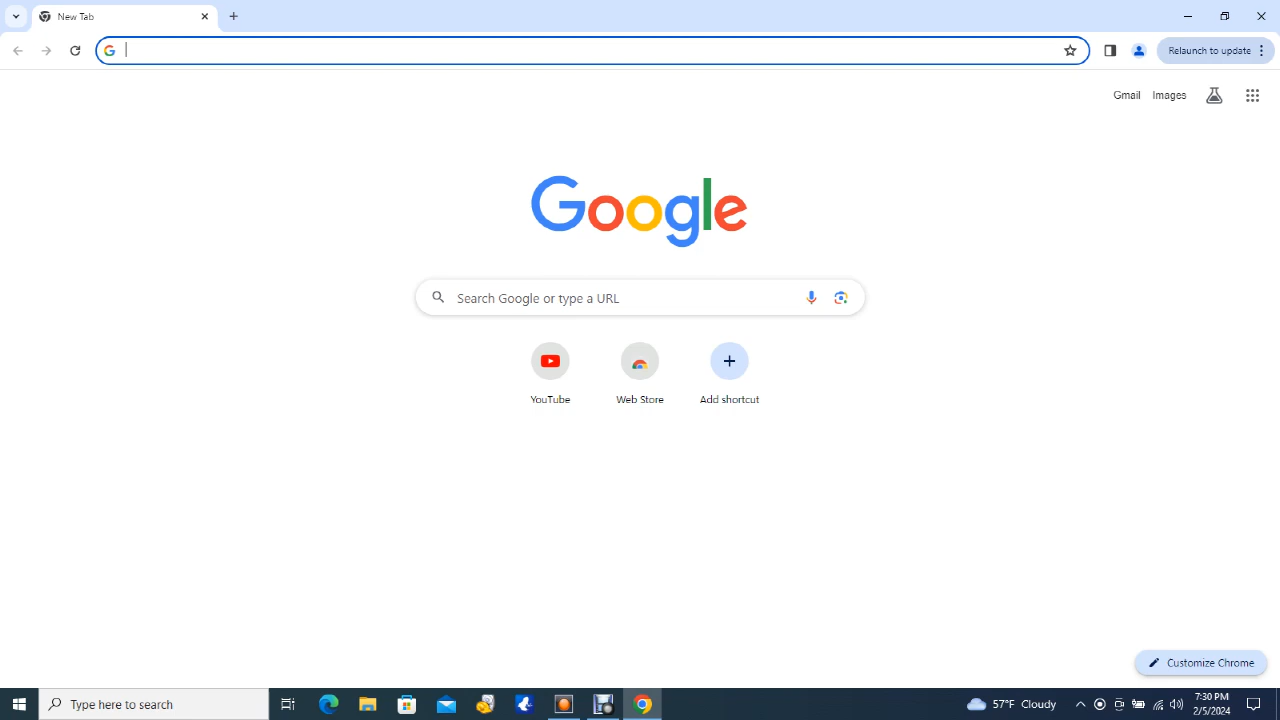 New Tab
Relaunch to update
Gmail Images
Google
Search Google or type a URL
YouTube Web Store Add shortcut
Customize Chrome
Type here to search
57°F Cloudy
7:30 PM
2/5/2024